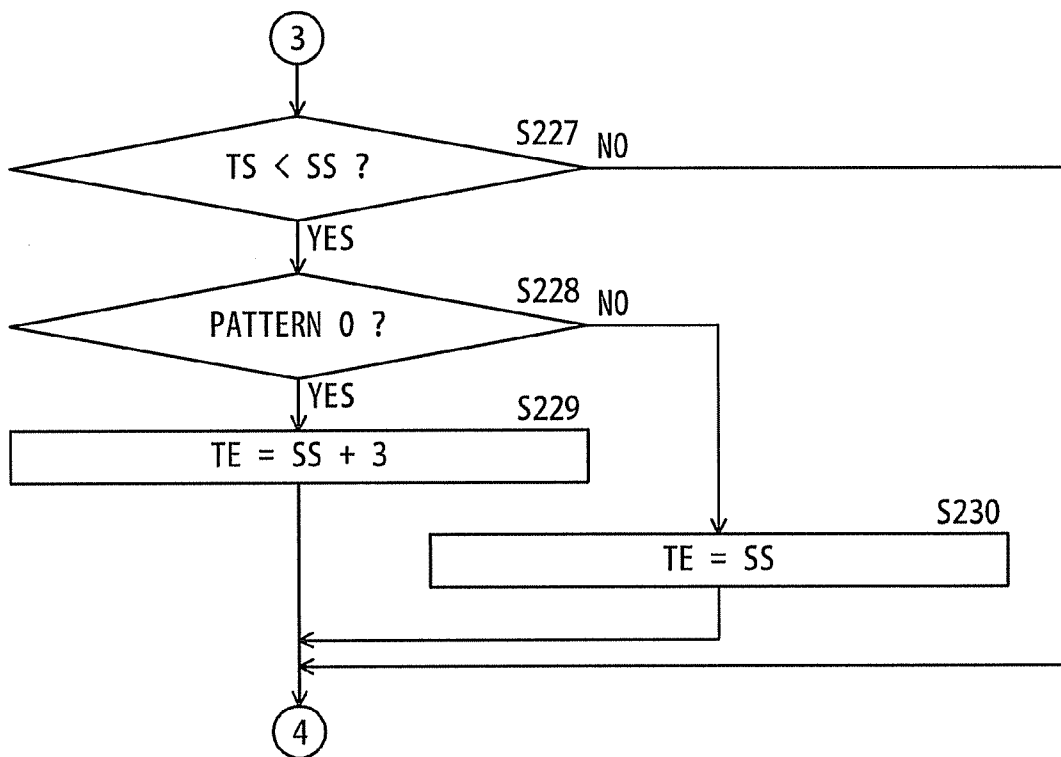 3
S227
TS < SS ?
NO
YES
S228
PATTERN 0 ?
NO
YES
S229
TE = SS + 3
S230
TE = SS
4